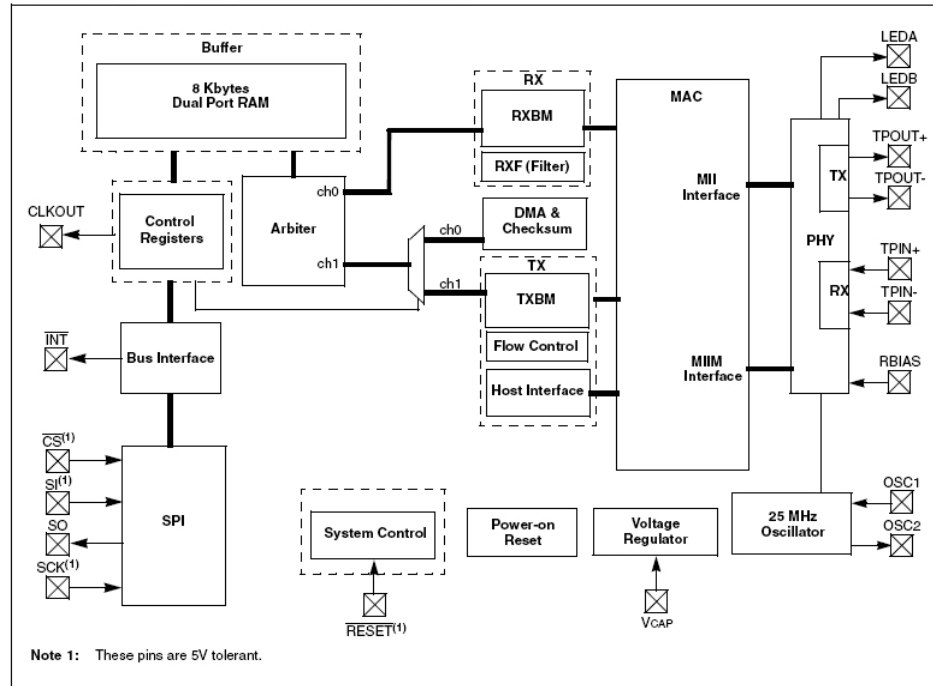 Buffer
8 Kbytes
Dual Port RAM
CLKOUT
Control
Registers
Arbiter
ch0
ch1
INT
Bus Interface
CS(1)
SI(1)
SO
SCK(1)
SPI
RX
RXBM
RXF (Filter)
ch0
DMA &
Checksum
ch1
TX
TXBM
Flow Control
Host Interface
MAC
MII
Interface
MIIM
Interface
PHY
TX
RX
LEDA
LEDB
TPOUT+
TPOUT-
TPIN+
TPIN-
RBIAS
OSC1
OSC2
25 MHz
Oscillator
System Control
RESET(1)
Power-on
Reset
Voltage
Regulator
VCAP
Note 1: These pins are 5V tolerant.